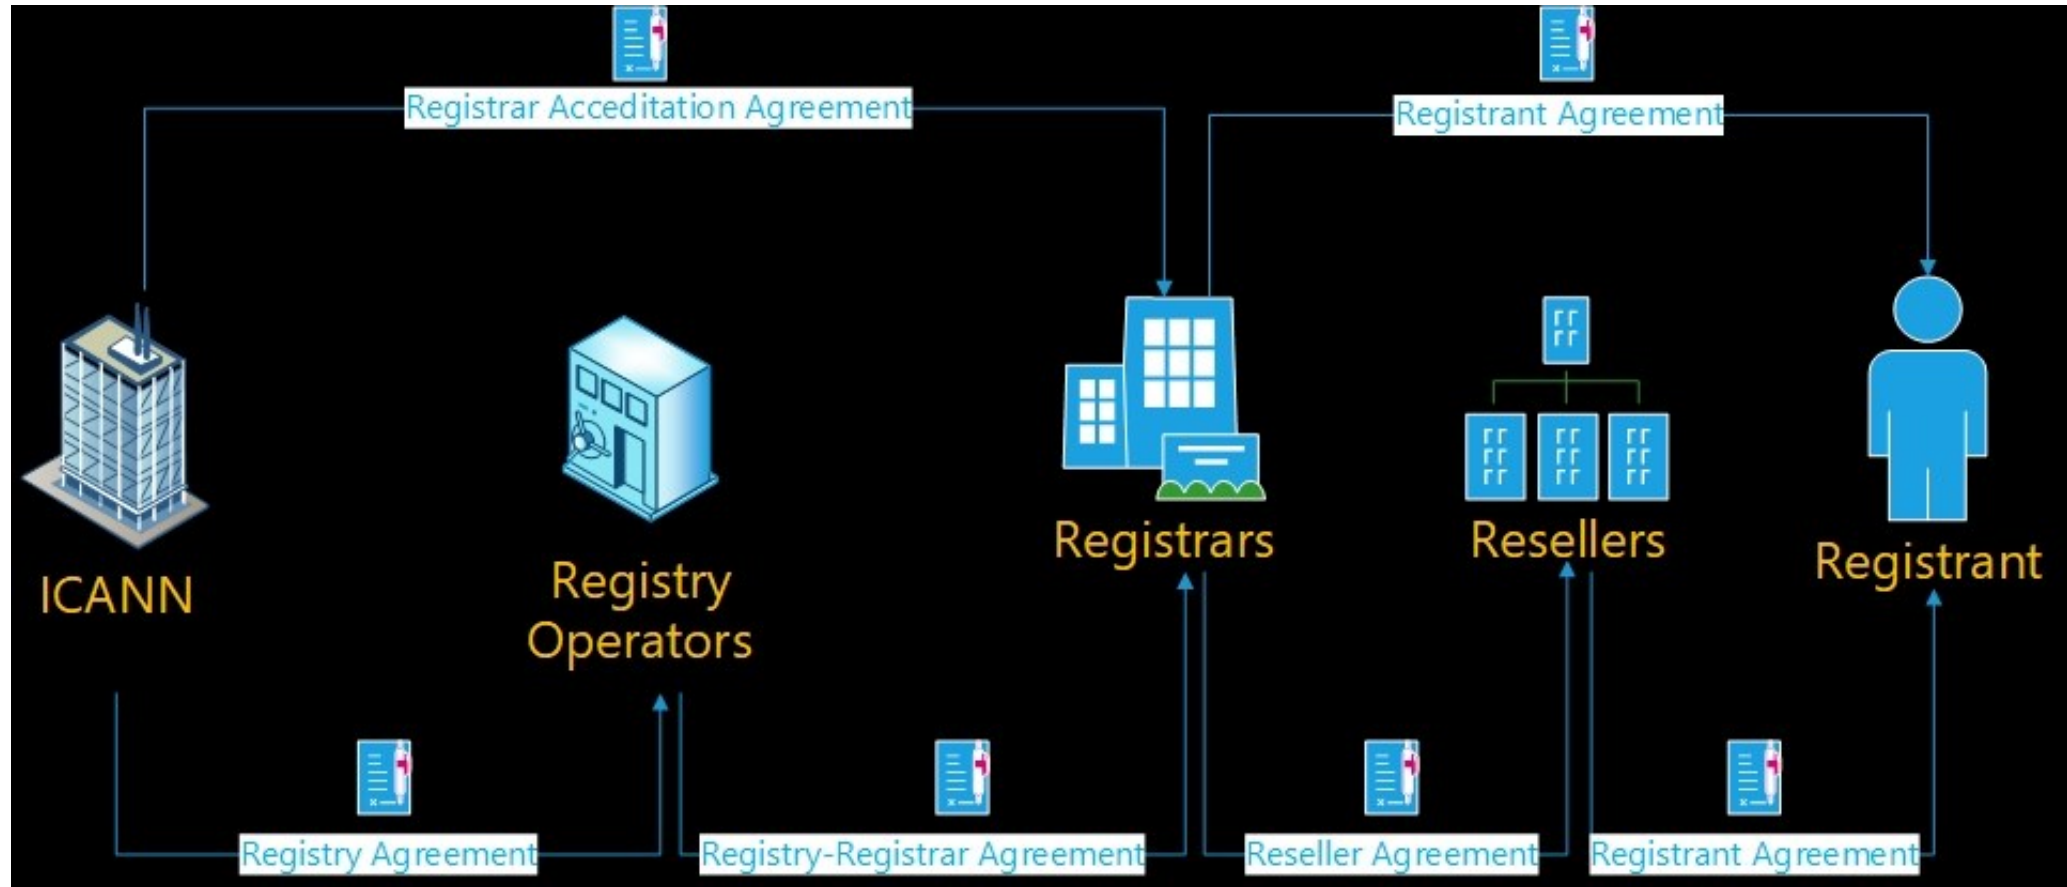 Registrar Acceditation Agreement
Registrant Agreement
ICANN
Registry
Operators
Registrars
Resellers
Registrant
Registry Agreement
Registry-Registrar Agreement
Reseller Agreement
Registrant Agreement